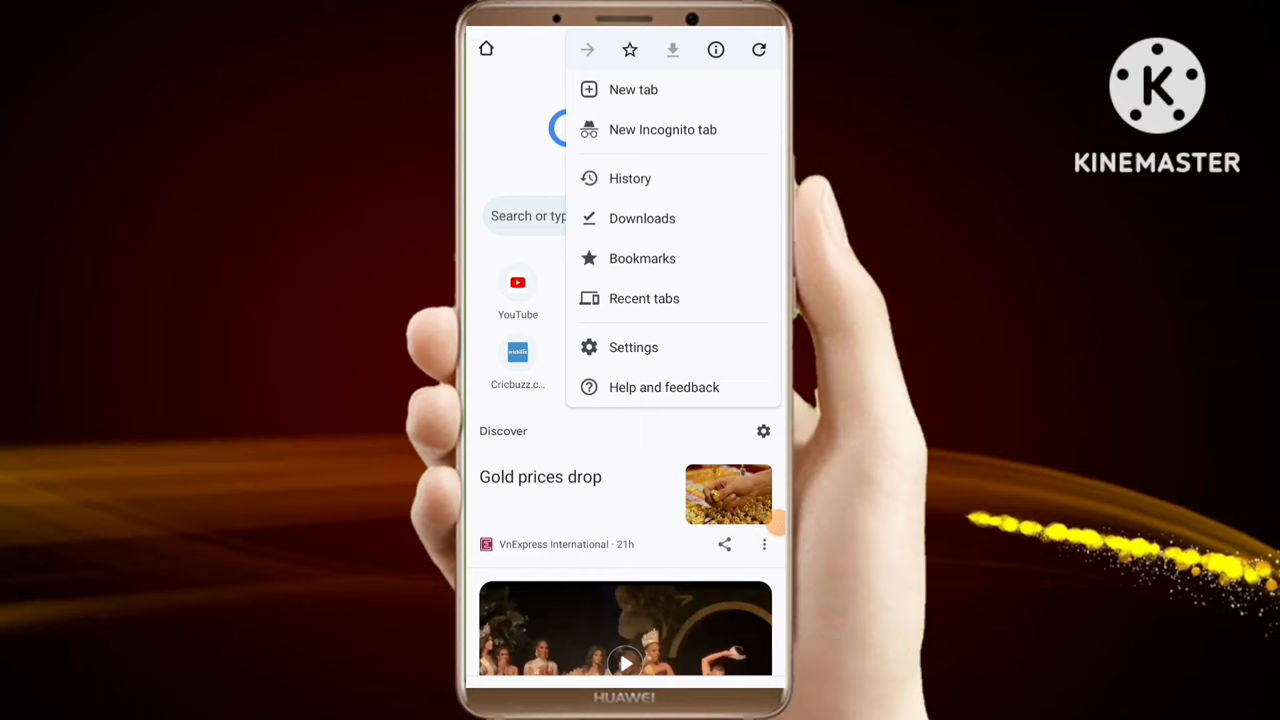 KINEMASTER
New tab
New Incognito tab
History
Search or typ
Downloads
Bookmarks
Recent tabs
YouTube
Settings
Cricbuzz.c...
Help and feedback
Discover
Gold prices drop
VnExpress International · 21h
HUAWEI